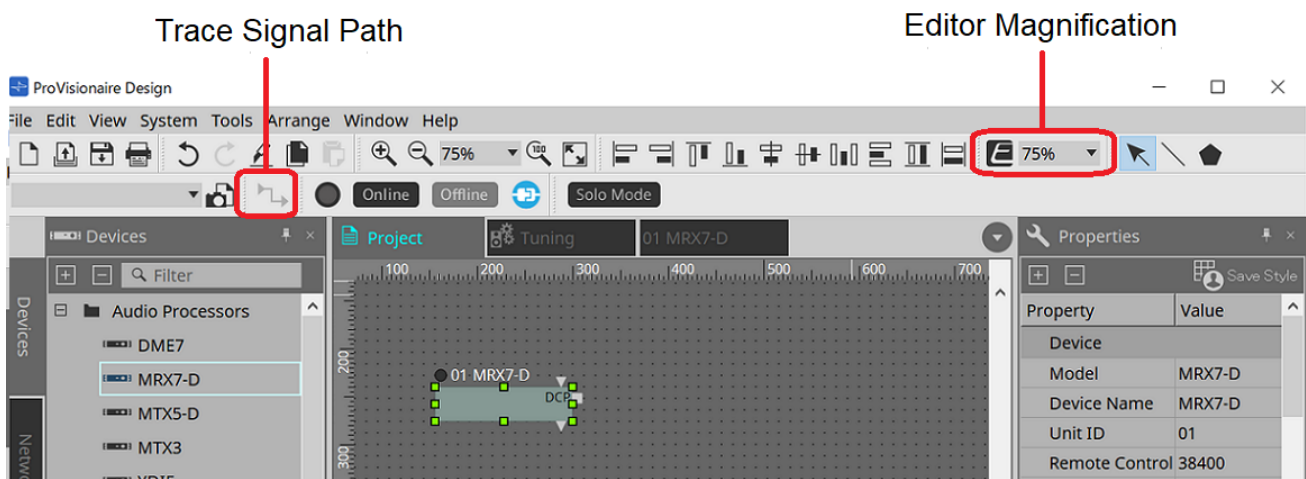 Trace Signal Path
Editor Magnification
ProVisionaire Design
File Edit View System Tools Arrange Window Help
75%
100
75%
Online
Offline
Solo Mode
Devices
Project
Tuning
01 MRX7-D
Properties
Filter
100
200
300
400
500
600
700
Save Style
Devices
Audio Processors
Property
Value
Device
DME7
200
MRX7-D
01 MRX7-D
Model
MRX7-D
DCP
Device Name
MRX7-D
MTX5-D
Unit ID
01
MTX3
300
Remote Control
38400